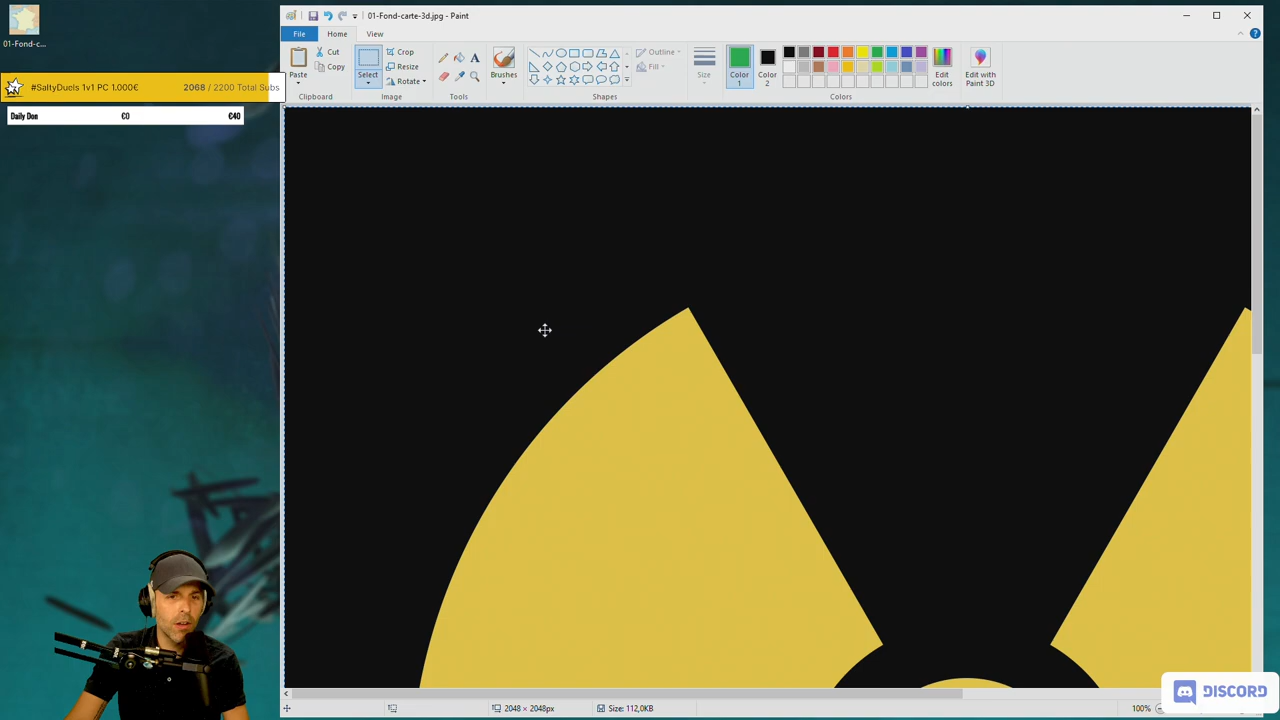 01-Fond-carte-3d.jpg - Paint
File
Home
View
Paste
Cut
Copy
Clipboard
Select
Crop
Resize
Rotate
Image
A
Tools
Brushes
Outline
Fill
Shapes
Size
Color 1
Color 2
Edit colors
Edit with Paint 3D
Colors
01-Fond-c...
#SaltyDuels 1v1 PC 1.000€
2068 / 2200 Total Subs
Daily Don €0 €40
2048 × 2048px
Size: 112,0KB
100%
DISCORD